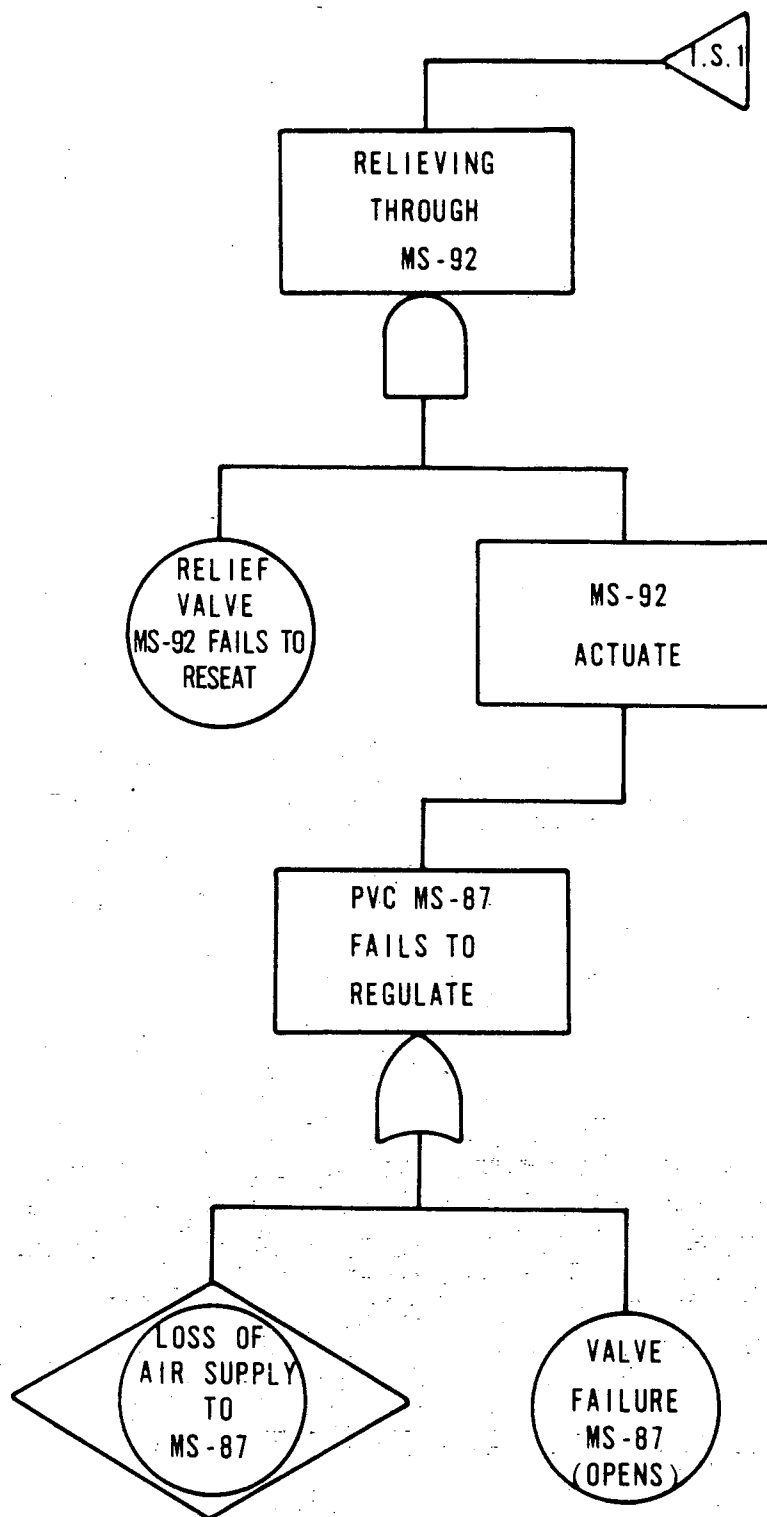 I.S.1
RELIEVING
THROUGH
MS-92
RELIEF
VALVE
MS-92 FAILS TO
RESEAT
MS-92
ACTUATE
PVC MS-87
FAILS TO
REGULATE
LOSS OF
AIR SUPPLY
TO
MS-87
VALVE
FAILURE
MS-87
(OPENS)